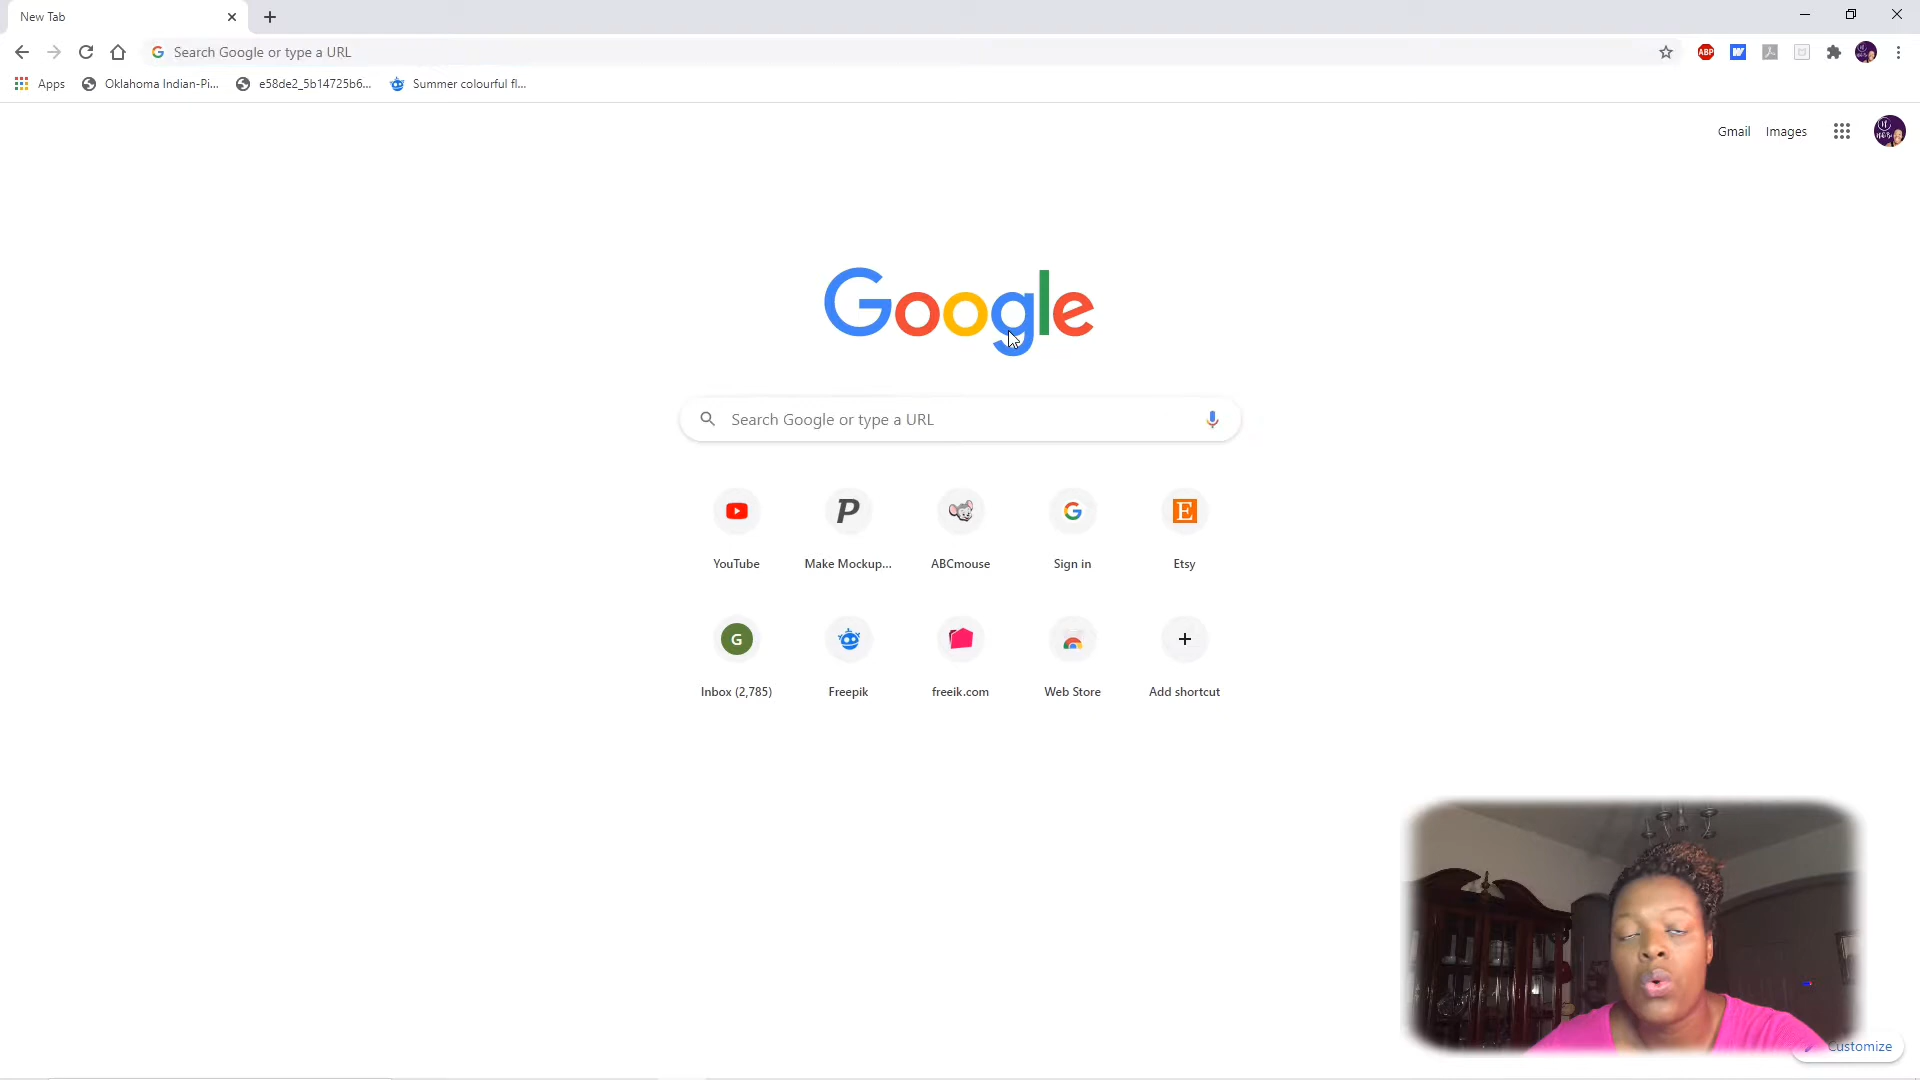 New Tab
Search Google or type a URL
ABP
Apps
Oklahoma Indian-Pi...
e58de2_5b14725b6...
Summer colourful fl...
Gmail
Images
Google
Search Google or type a URL
P
E
YouTube
Make Mockup...
ABCmouse
Sign in
Etsy
G
Inbox (2,785)
Freepik
freeik.com
Web Store
Add shortcut
Customize